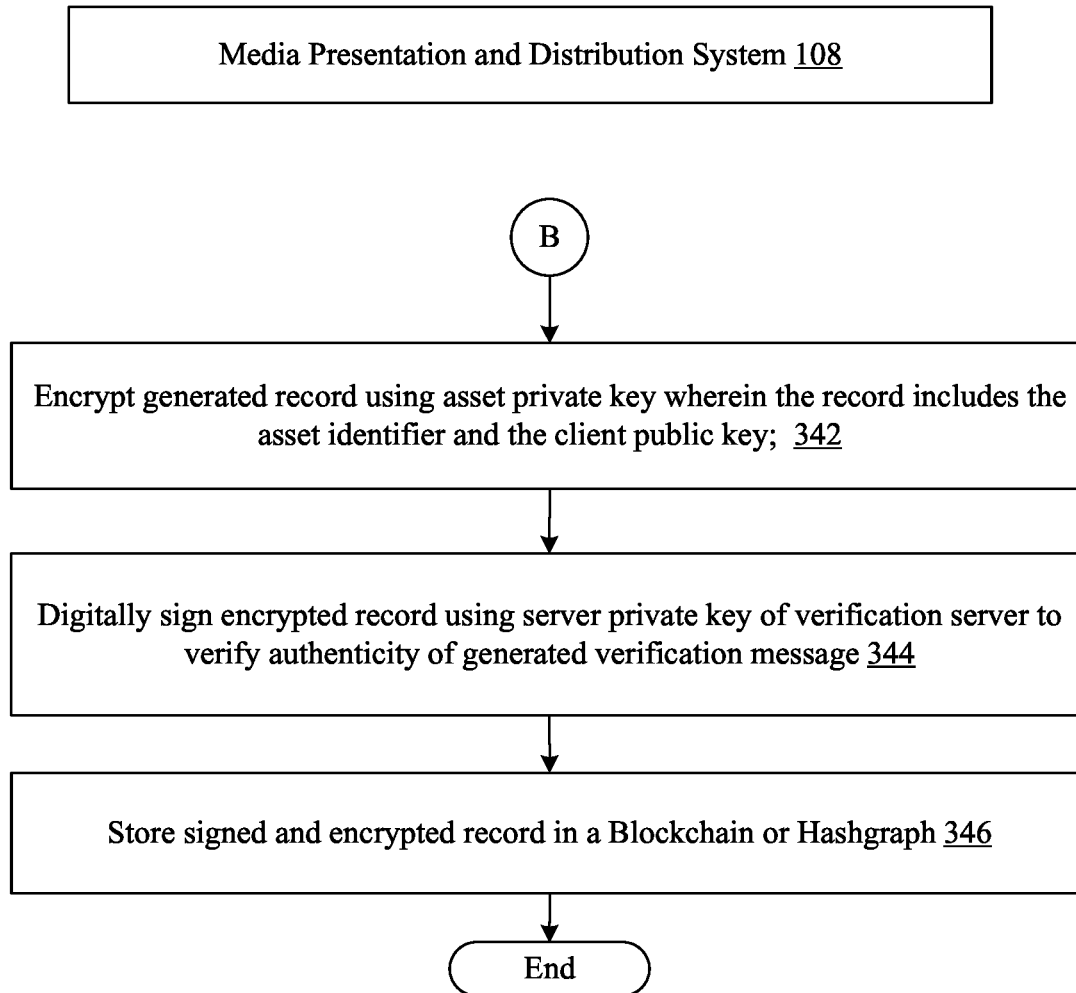 Media Presentation and Distribution System 108
B
Encrypt generated record using asset private key wherein the record includes the
asset identifier and the client public key; 342
Digitally sign encrypted record using server private key of verification server to
verify authenticity of generated verification message 344
Store signed and encrypted record in a Blockchain or Hashgraph 346
End